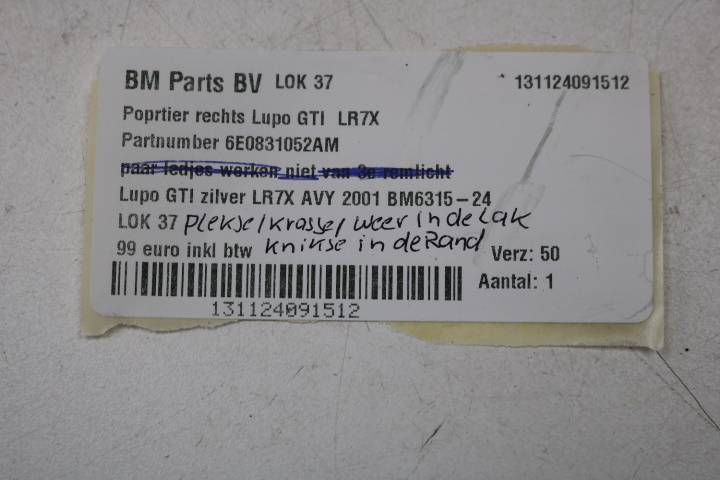 BM Parts BV LOK 37 131124091512
Poprtier rechts Lupo GTI LR7X
Partnumber 6E0831052AM
paar ledjes werken niet van 3e remlicht
Lupo GTI zilver LR7X AVY 2001 BM6315-24
LOK 37 plekje/krasje/weer in de Lak
99 euro inkl btw knikse in de Rand Verz: 50
Aantal: 1
131124091512